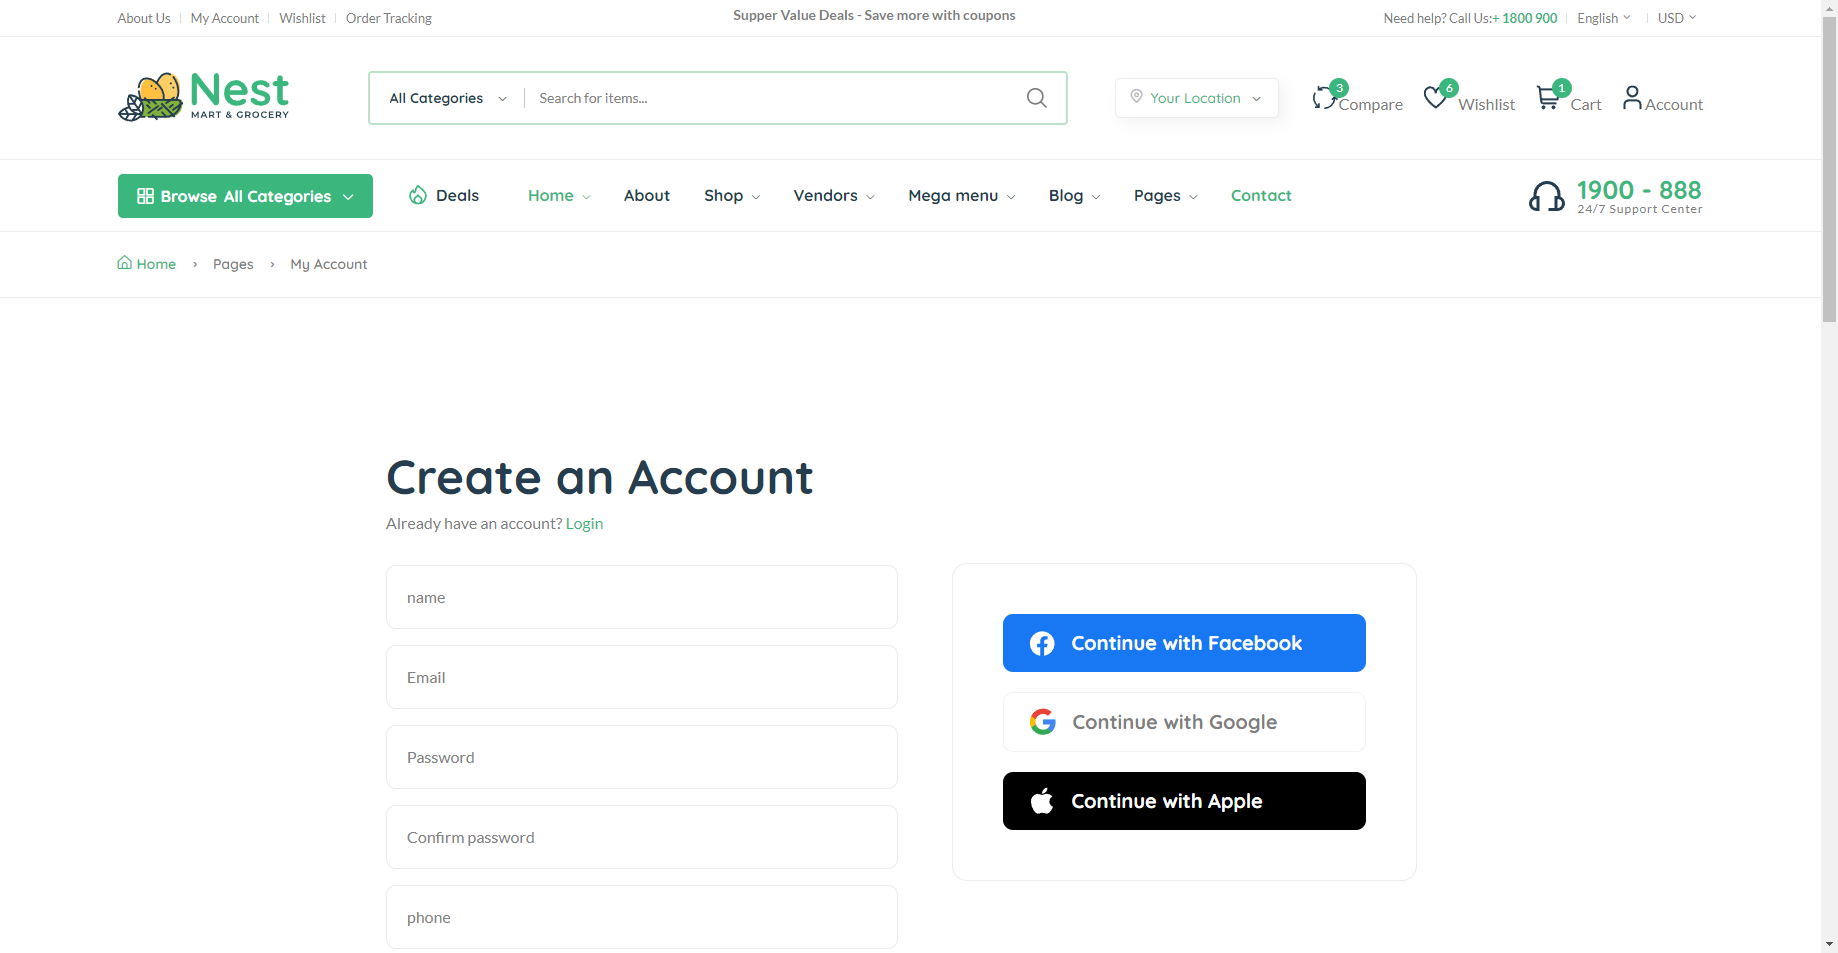 About Us My Account Wishlist Order Tracking
Supper Value Deals - Save more with coupons
Need help? Call Us:+ 1800 900 English USD
Nest
MART & GROCERY
All Categories Search for items...
Your Location
3 Compare 6 Wishlist 1 Cart Account
Browse All Categories Deals Home About Shop Vendors Mega menu Blog Pages Contact
1900 - 888
24/7 Support Center
Home › Pages › My Account
Create an Account
Already have an account? Login
name
Email
Password
Confirm password
phone
Continue with Facebook
Continue with Google
Continue with Apple